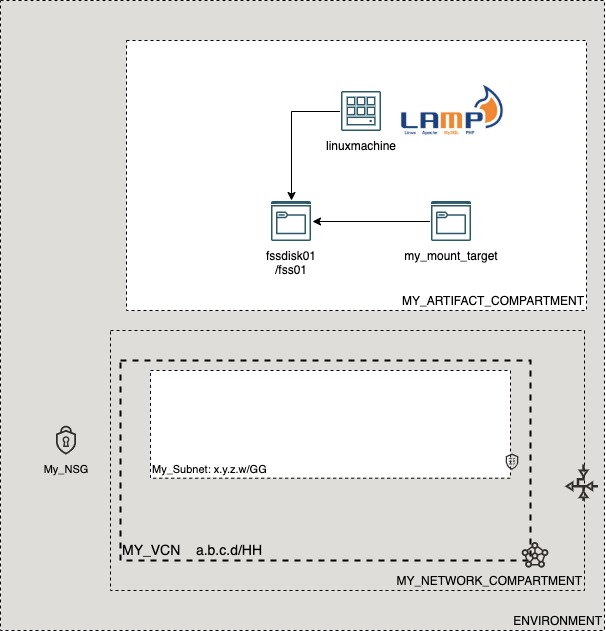 LAMP
Linux Apache MySQL PHP
linuxmachine
fssdisk01
/fss01
my_mount_target
MY_ARTIFACT_COMPARTMENT
My_NSG
My_Subnet: x.y.z.w/GG
MY_VCN a.b.c.d/HH
MY_NETWORK_COMPARTMENT
ENVIRONMENT